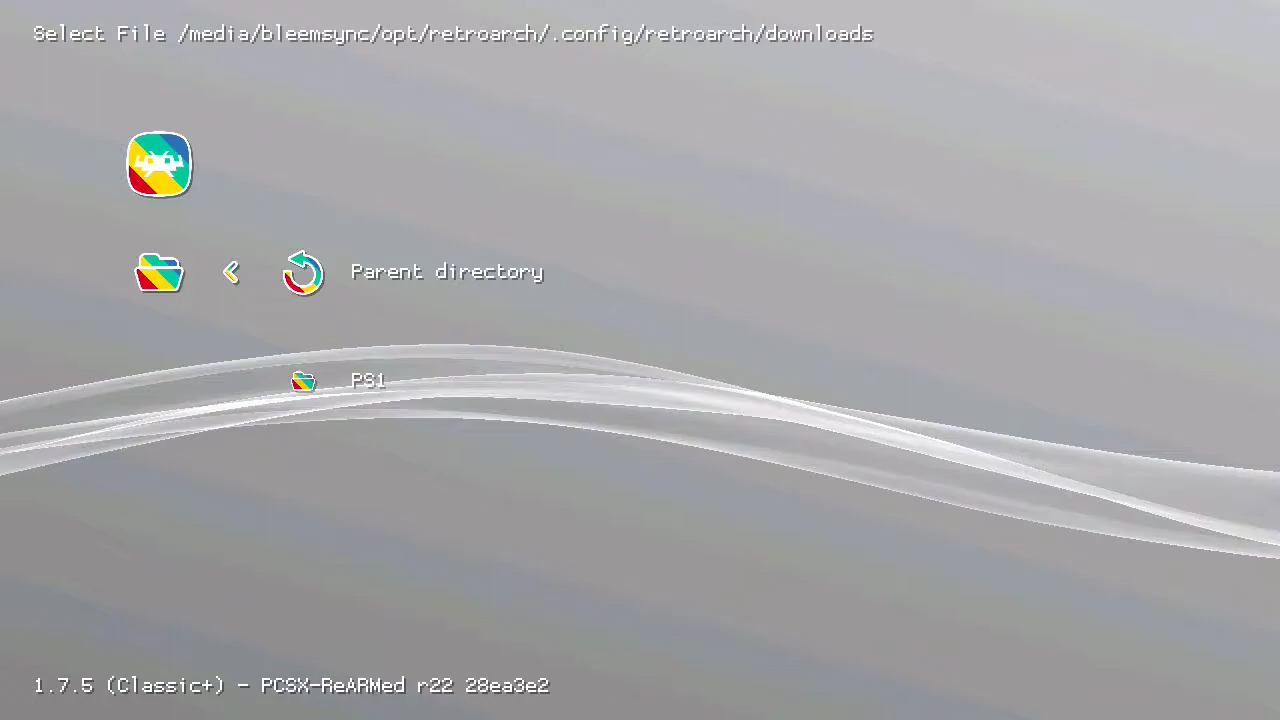 Select File /media/bleemsync/opt/retroarch/.config/retroarch/downloads
Parent directory
PS1
1.7.5 (Classic+) - PCSX-ReARMed r22 28ea3e2